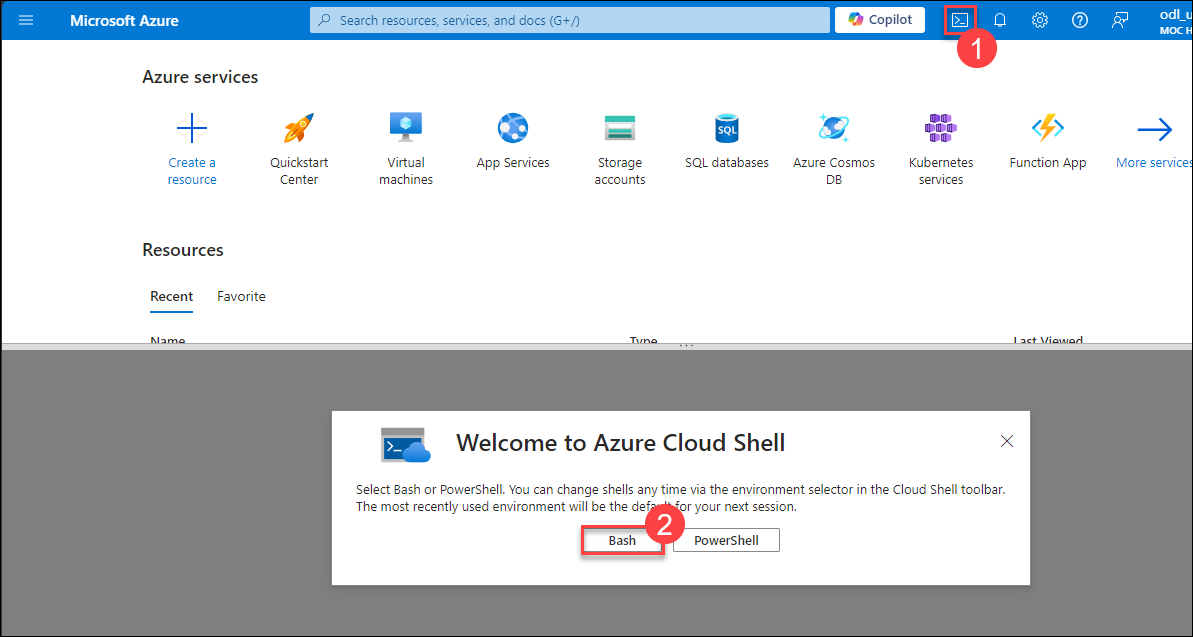 Microsoft Azure
Search resources, services, and docs (G+/)
Copilot
odl_u
MOC H
1
Azure services
Create a
resource
Quickstart
Center
Virtual
machines
App Services
Storage
accounts
SQL
SQL databases
Azure Cosmos
DB
Kubernetes
services
Function App
More services
Resources
Recent
Favorite
Name
Type
Last Viewed
Welcome to Azure Cloud Shell
Select Bash or PowerShell. You can change shells any time via the environment selector in the Cloud Shell toolbar.
The most recently used environment will be the default for your next session.
2
Bash
PowerShell